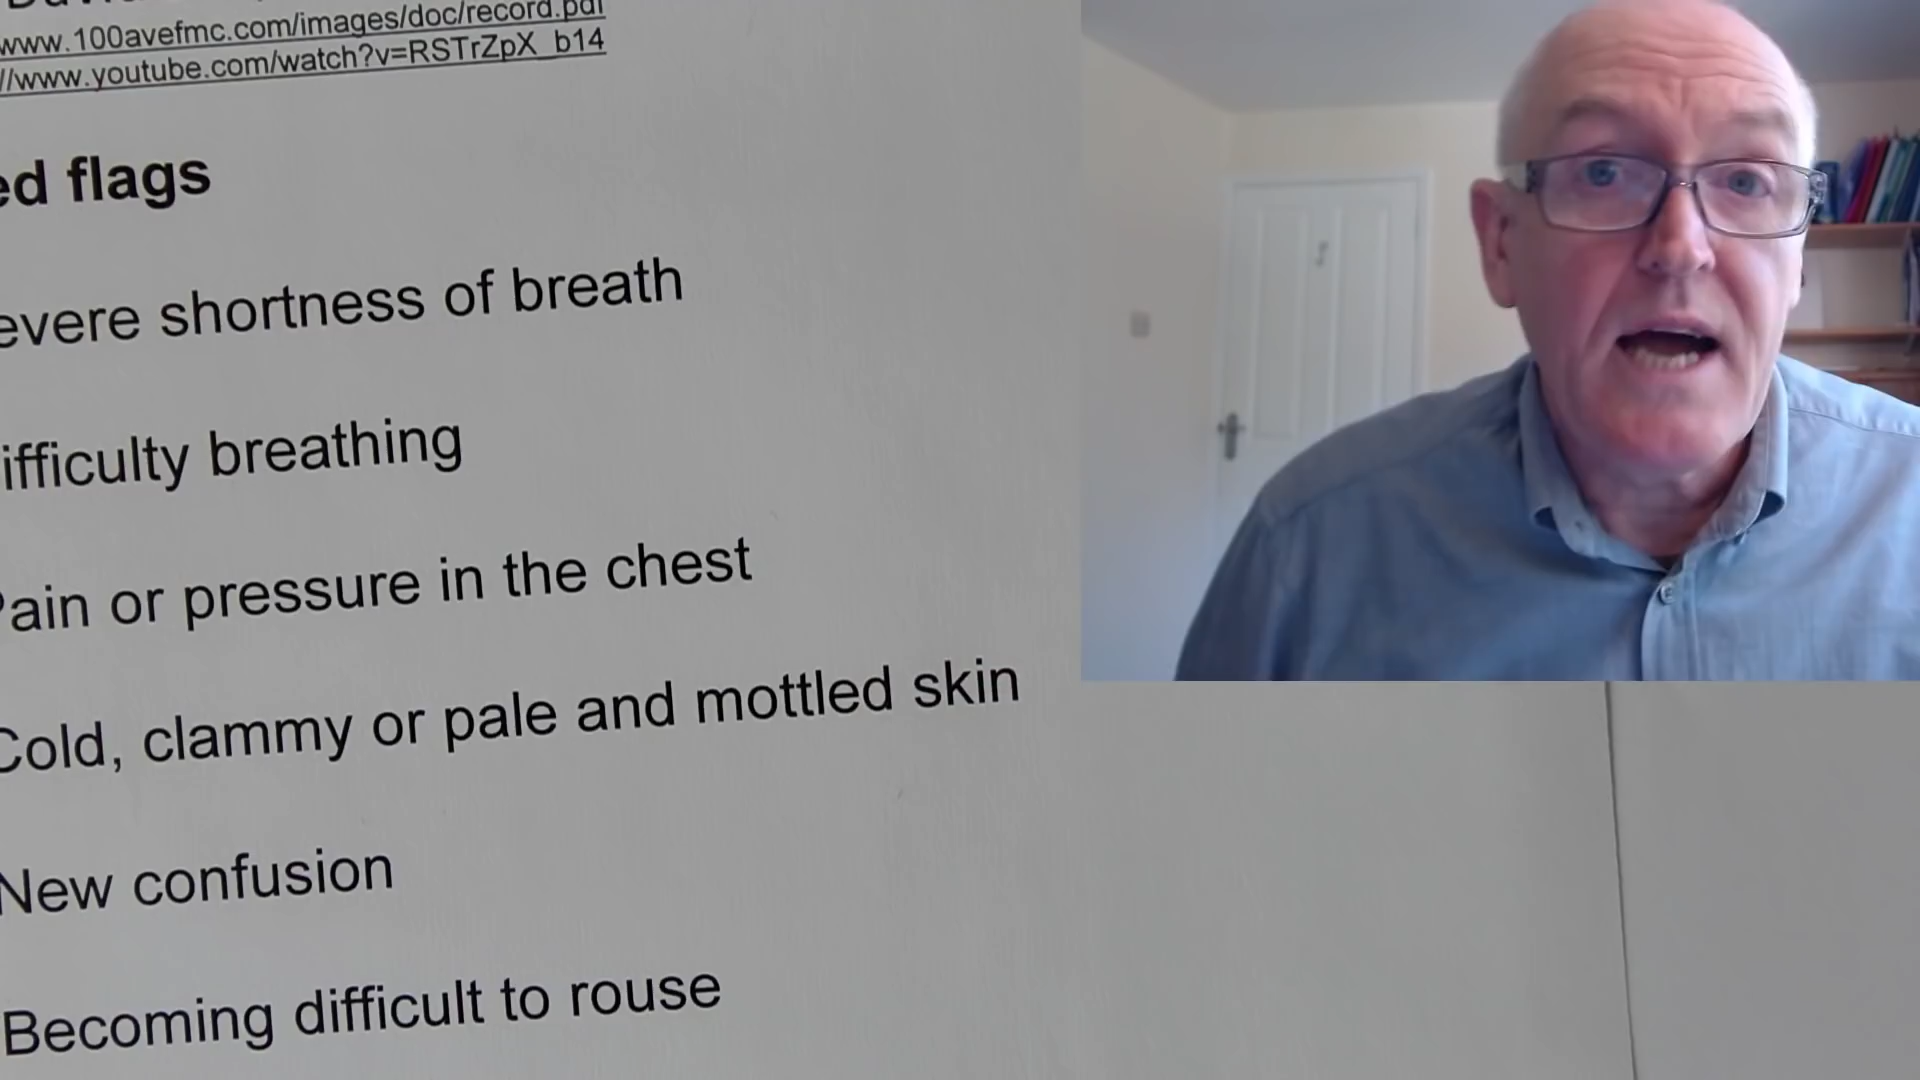 www.100avefmc.com/images/doc/record.pdf
//www.youtube.com/watch?v=RSTrZpX_b14
ed flags
evere shortness of breath
ifficulty breathing
Pain or pressure in the chest
Cold, clammy or pale and mottled skin
New confusion
Becoming difficult to rouse